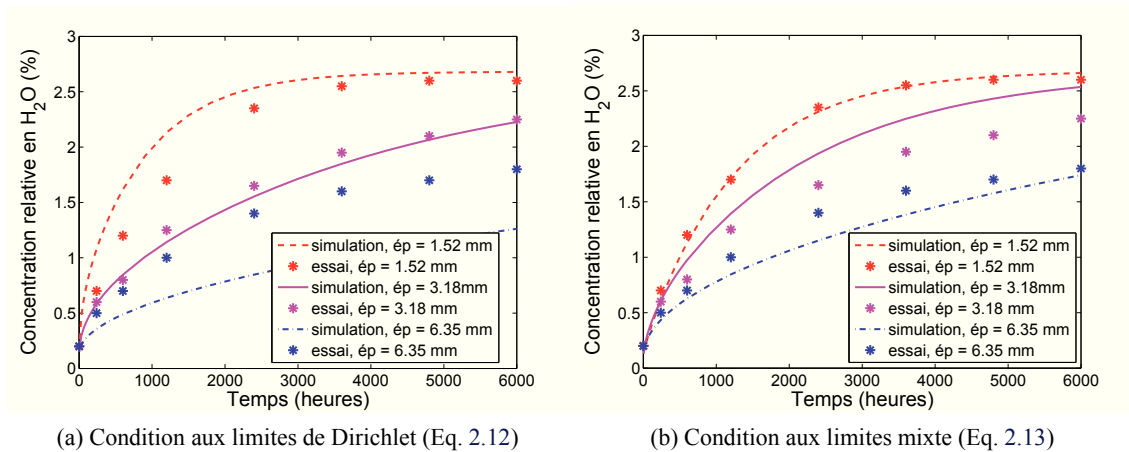 Concentration relative en H2O (%)
3
2.5
2
1.5
1
0.5
0
0 1000 2000 3000 4000 5000 6000
Temps (heures)
simulation, ép = 1.52 mm
essai, ép = 1.52 mm
simulation, ép = 3.18mm
essai, ép = 3.18 mm
simulation, ép = 6.35 mm
essai, ép = 6.35 mm
(a) Condition aux limites de Dirichlet (Eq. 2.12)
Concentration relative en H2O (%)
3
2.5
2
1.5
1
0.5
0
0 1000 2000 3000 4000 5000 6000
Temps (heures)
simulation, ép = 1.52 mm
essai, ép = 1.52 mm
simulation, ép = 3.18mm
essai, ép = 3.18 mm
simulation, ép = 6.35 mm
essai, ép = 6.35 mm
(b) Condition aux limites mixte (Eq. 2.13)